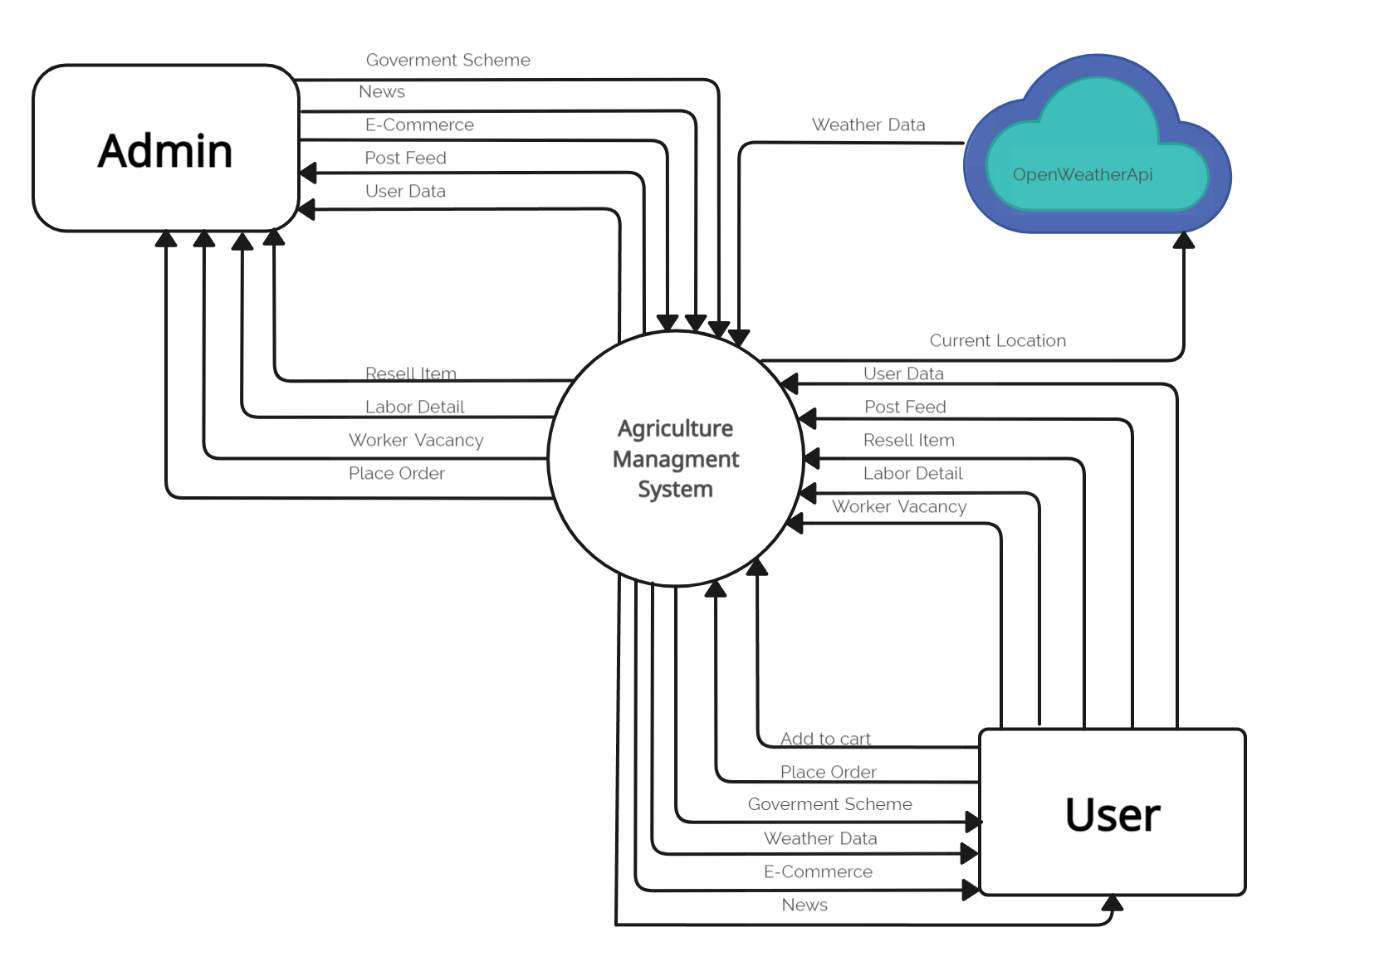 Goverment Scheme
News
E-Commerce
Post Feed
User Data
Admin
Weather Data
OpenWeatherApi
Resell Item
Labor Detail
Worker Vacancy
Place Order
Agriculture
Managment
System
Current Location
User Data
Post Feed
Resell Item
Labor Detail
Worker Vacancy
Add to cart
Place Order
Goverment Scheme
Weather Data
E-Commerce
News
User